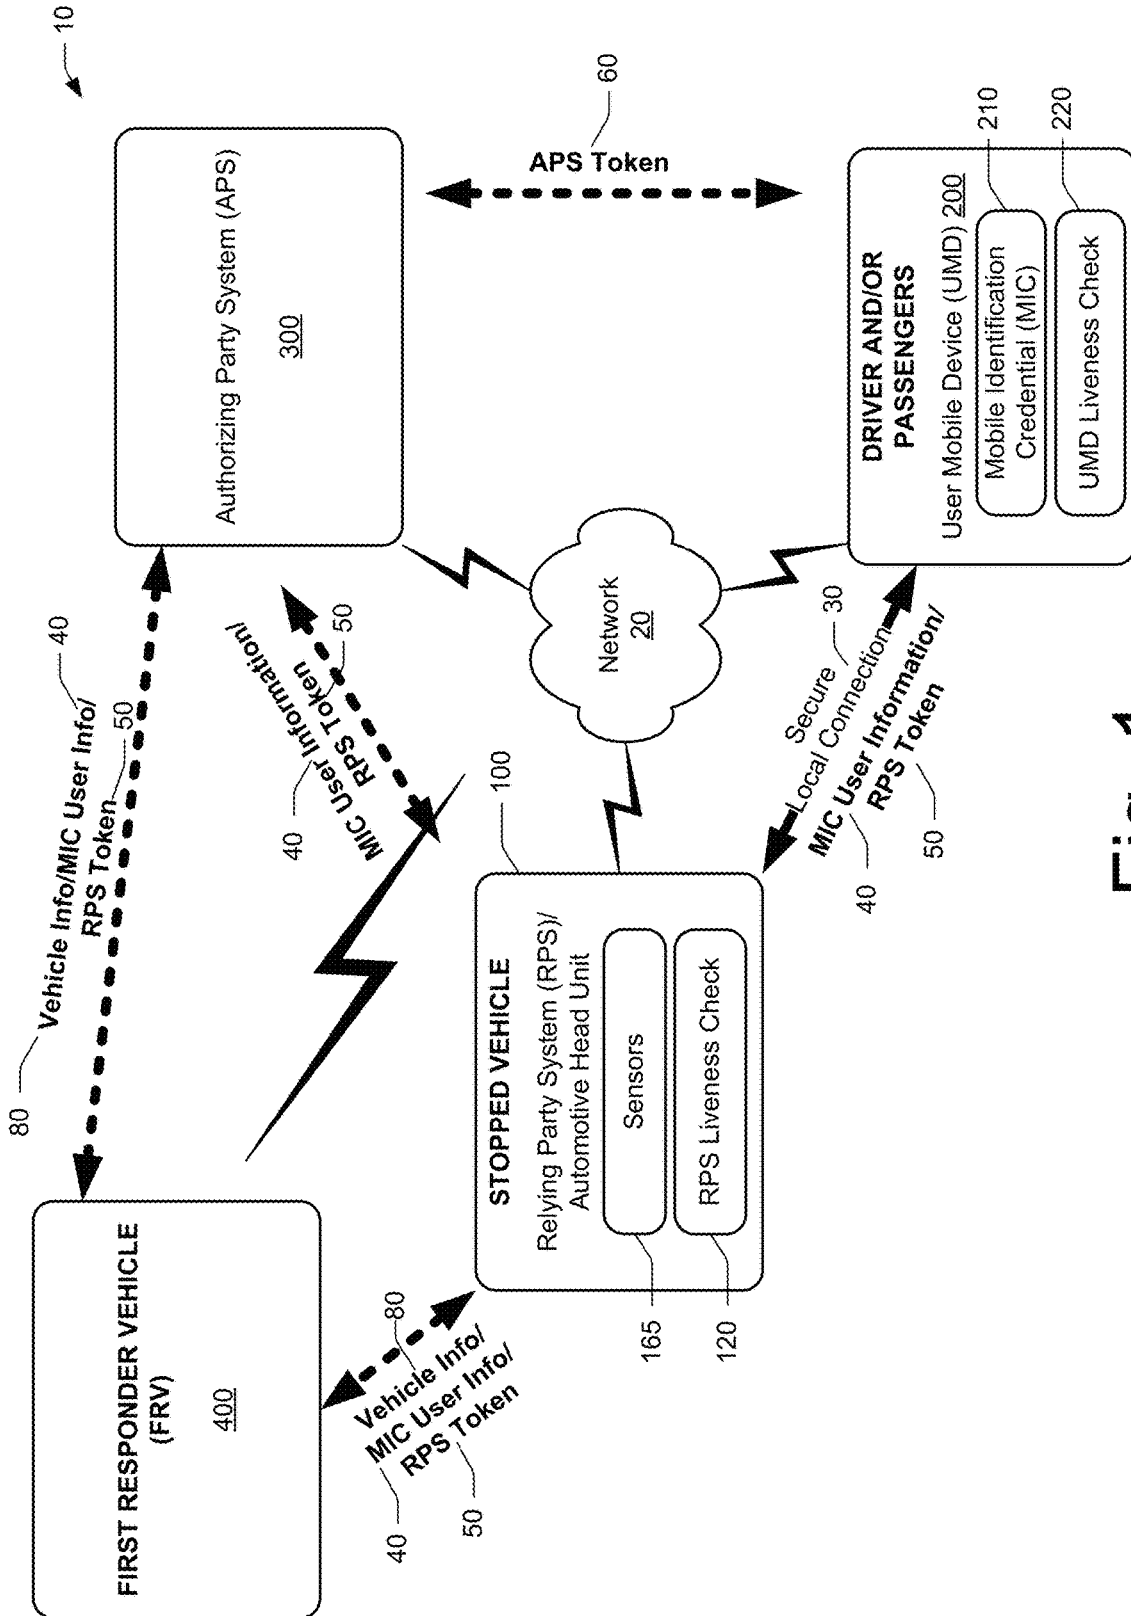 10
FIRST RESPONDER VEHICLE
(FRV)
400
80
Vehicle Info/MIC User Info/
40
RPS Token
50
Authorizing Party System (APS)
300
Vehicle Info/
80
MIC User Info/
RPS Token
40
50
MIC User Information/
RPS Token
50
40
APS Token
60
STOPPED VEHICLE
100
Relying Party System (RPS)/
Automotive Head Unit
Sensors
RPS Liveness Check
165
120
Network
20
Secure
30
Local Connection
MIC User Information/
RPS Token
40
50
DRIVER AND/OR
PASSENGERS
User Mobile Device (UMD) 200
Mobile Identification
Credential (MIC)
210
UMD Liveness Check
220